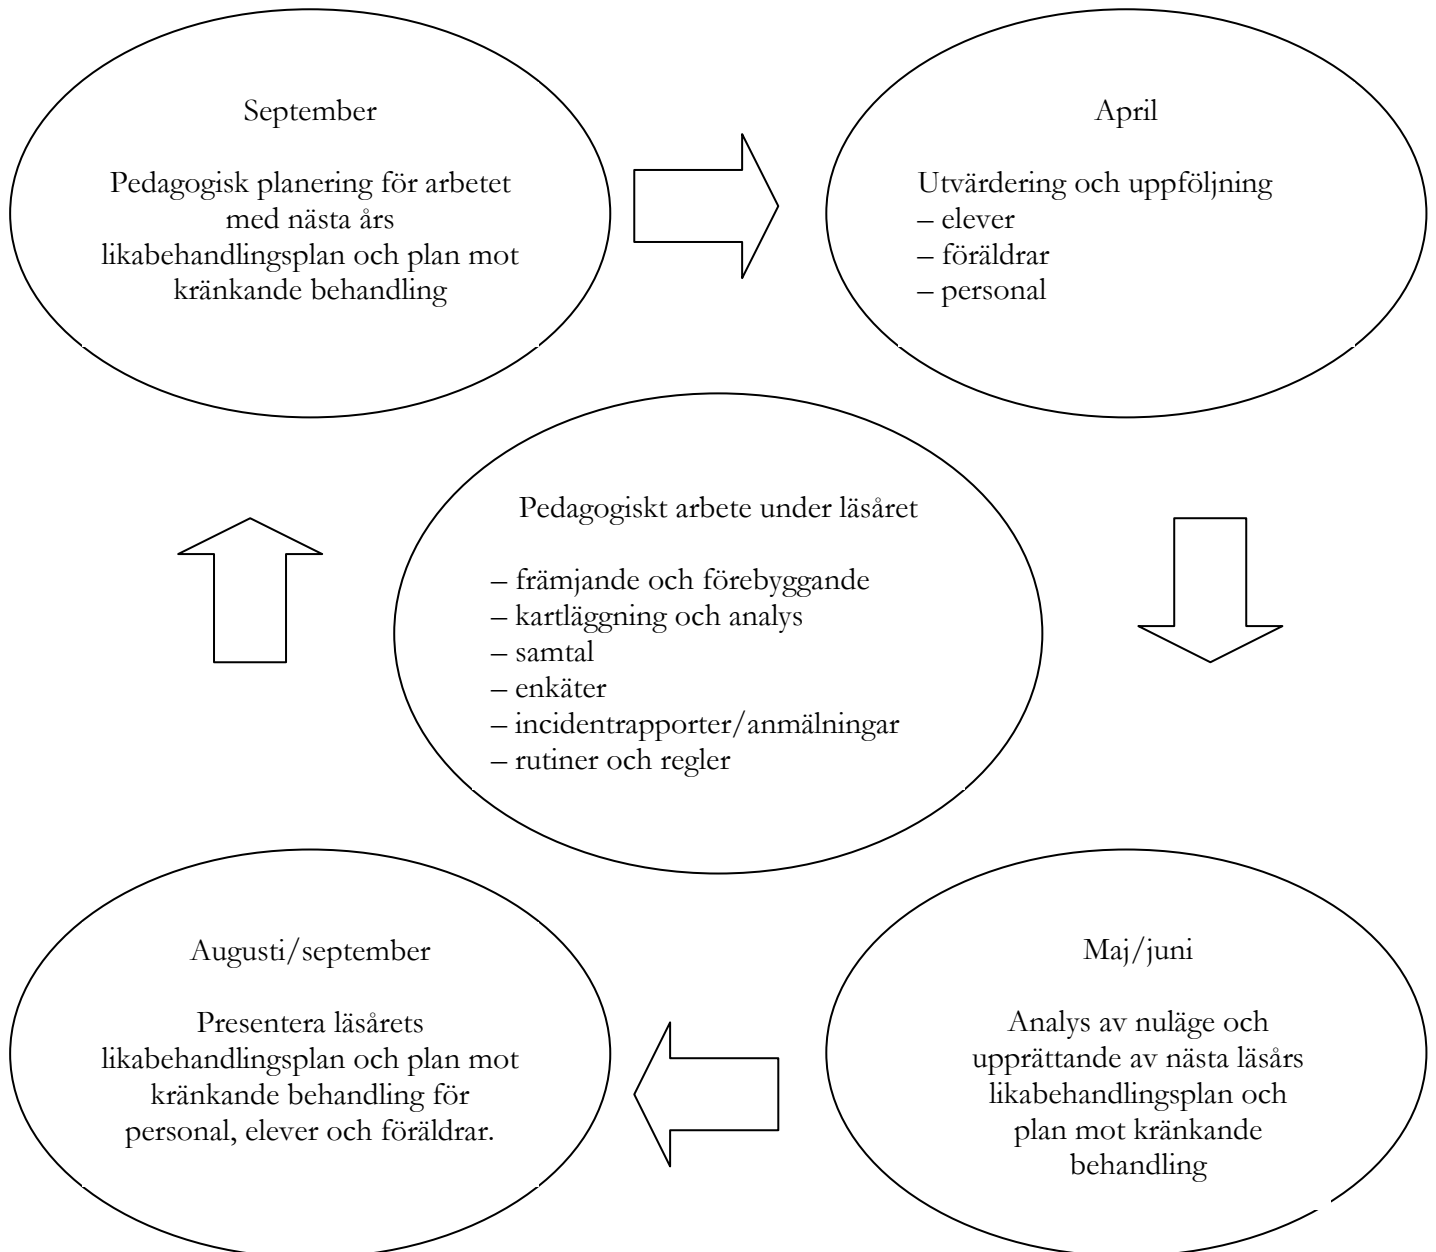 September
Pedagogisk planering för arbetet
med nästa års
likabehandlingsplan och plan mot
kränkande behandling
April
Utvärdering och uppföljning
– elever
– föräldrar
– personal
Pedagogiskt arbete under läsåret
– främjande och förebyggande
– kartläggning och analys
– samtal
– enkäter
– incidentrapporter/anmälningar
– rutiner och regler
Augusti/september
Presentera läsårets
likabehandlingsplan och plan mot
kränkande behandling för
personal, elever och föräldrar.
Maj/juni
Analys av nuläge och
upprättande av nästa läsårs
likabehandlingsplan och
plan mot kränkande
behandling